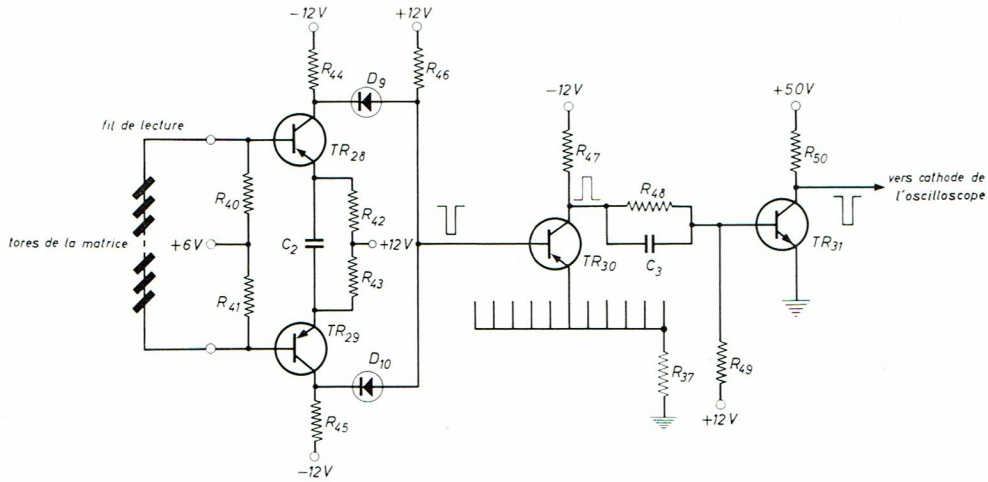 -12V
+12V
R44
D9
R46
fil de lecture
TR28
R40
R42
tores de la matrice
+6V
C2
+12V
R41
R43
TR29
D10
R45
-12V
-12V
R47
R48
C3
TR30
R37
R49
+12V
+50V
R50
vers cathode de
l'oscilloscope
TR31